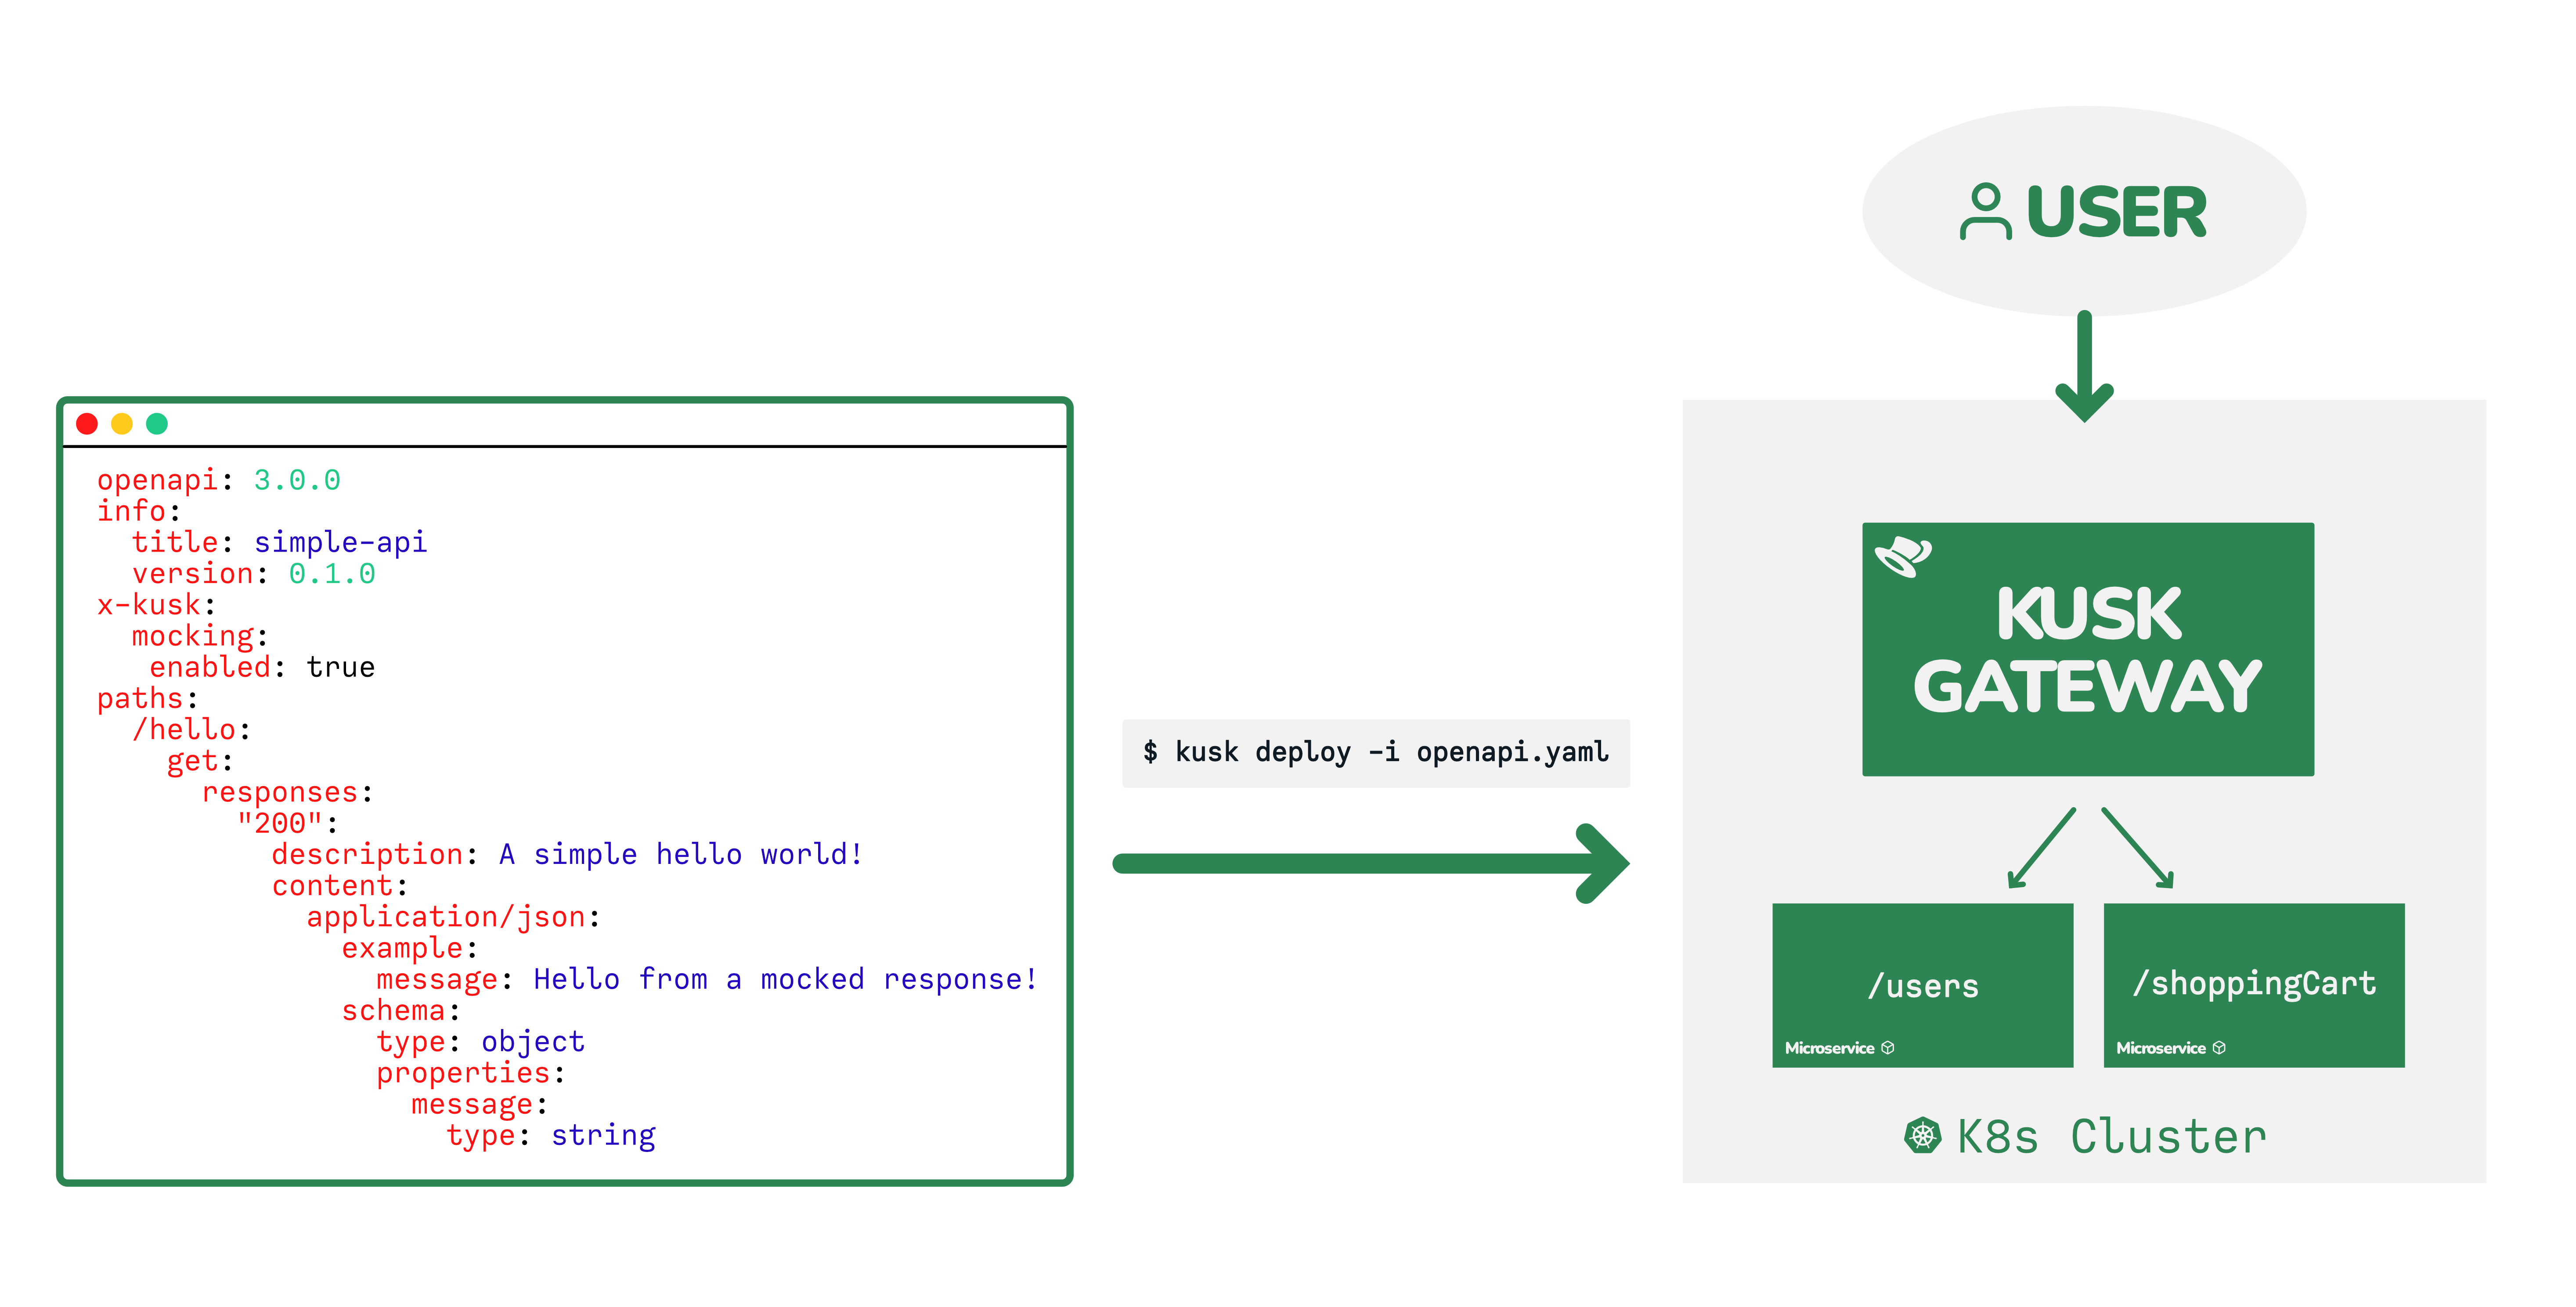 openapi: 3.0.0
info:
  title: simple-api
  version: 0.1.0
x-kusk:
  mocking:
   enabled: true
paths:
  /hello:
    get:
      responses:
        "200":
          description: A simple hello world!
          content:
            application/json:
              example:
                message: Hello from a mocked response!
              schema:
                type: object
                properties:
                  message:
                    type: string
$ kusk deploy -i openapi.yaml
USER
KUSK
GATEWAY
/users
Microservice
/shoppingCart
Microservice
K8s Cluster